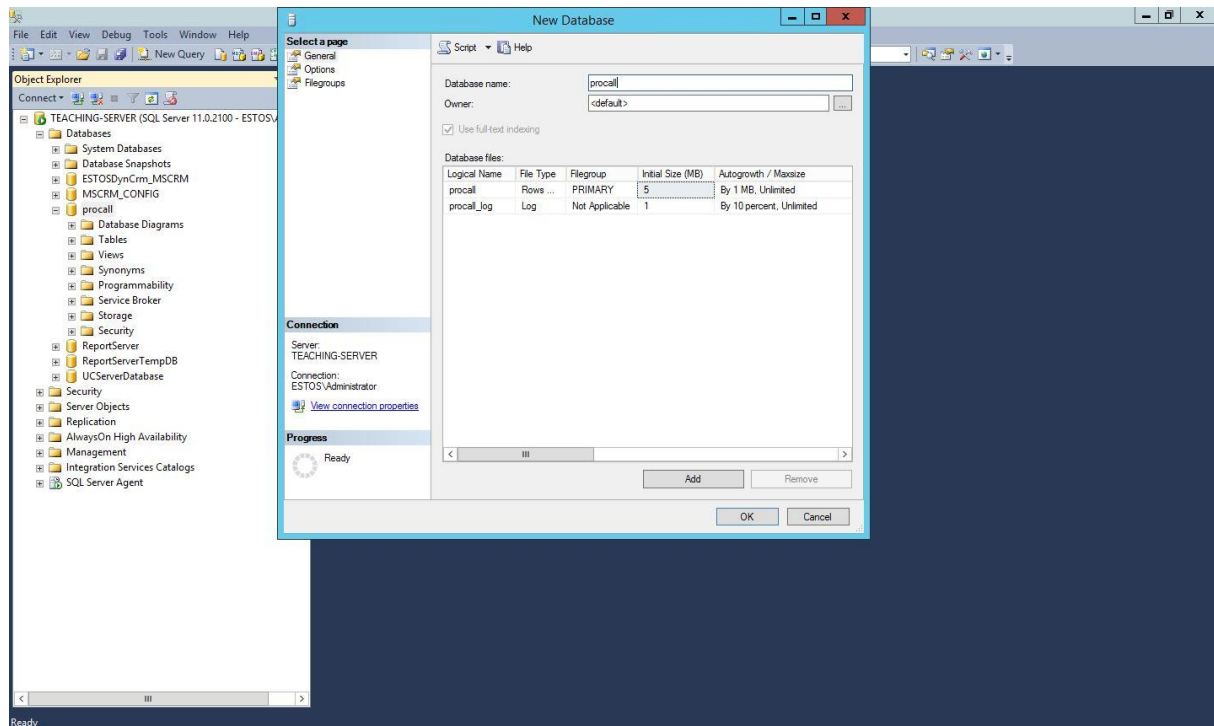 New Database
File Edit View Debug Tools Window Help
New Query
Object Explorer
Connect
TEACHING-SERVER (SQL Server 11.0.2100 - ESTOS\
Databases
System Databases
Database Snapshots
ESTOSDynCrm_MSCRM
MSCRM_CONFIG
procall
Database Diagrams
Tables
Views
Synonyms
Programmability
Service Broker
Storage
Security
ReportServer
ReportServerTempDB
UCServerDatabase
Security
Server Objects
Replication
AlwaysOn High Availability
Management
Integration Services Catalogs
SQL Server Agent
Select a page
General
Options
Filegroups
Connection
Server:
TEACHING-SERVER
Connection:
ESTOS\Administrator
View connection properties
Progress
Ready
Script Help
Database name: procall
Owner: <default> ...
Use full-text indexing
Database files:
Logical Name File Type Filegroup Initial Size (MB) Autogrowth / Maxsize
procall Rows ... PRIMARY 5 By 1 MB, Unlimited
procall_log Log Not Applicable 1 By 10 percent, Unlimited
Add Remove
OK Cancel
Ready